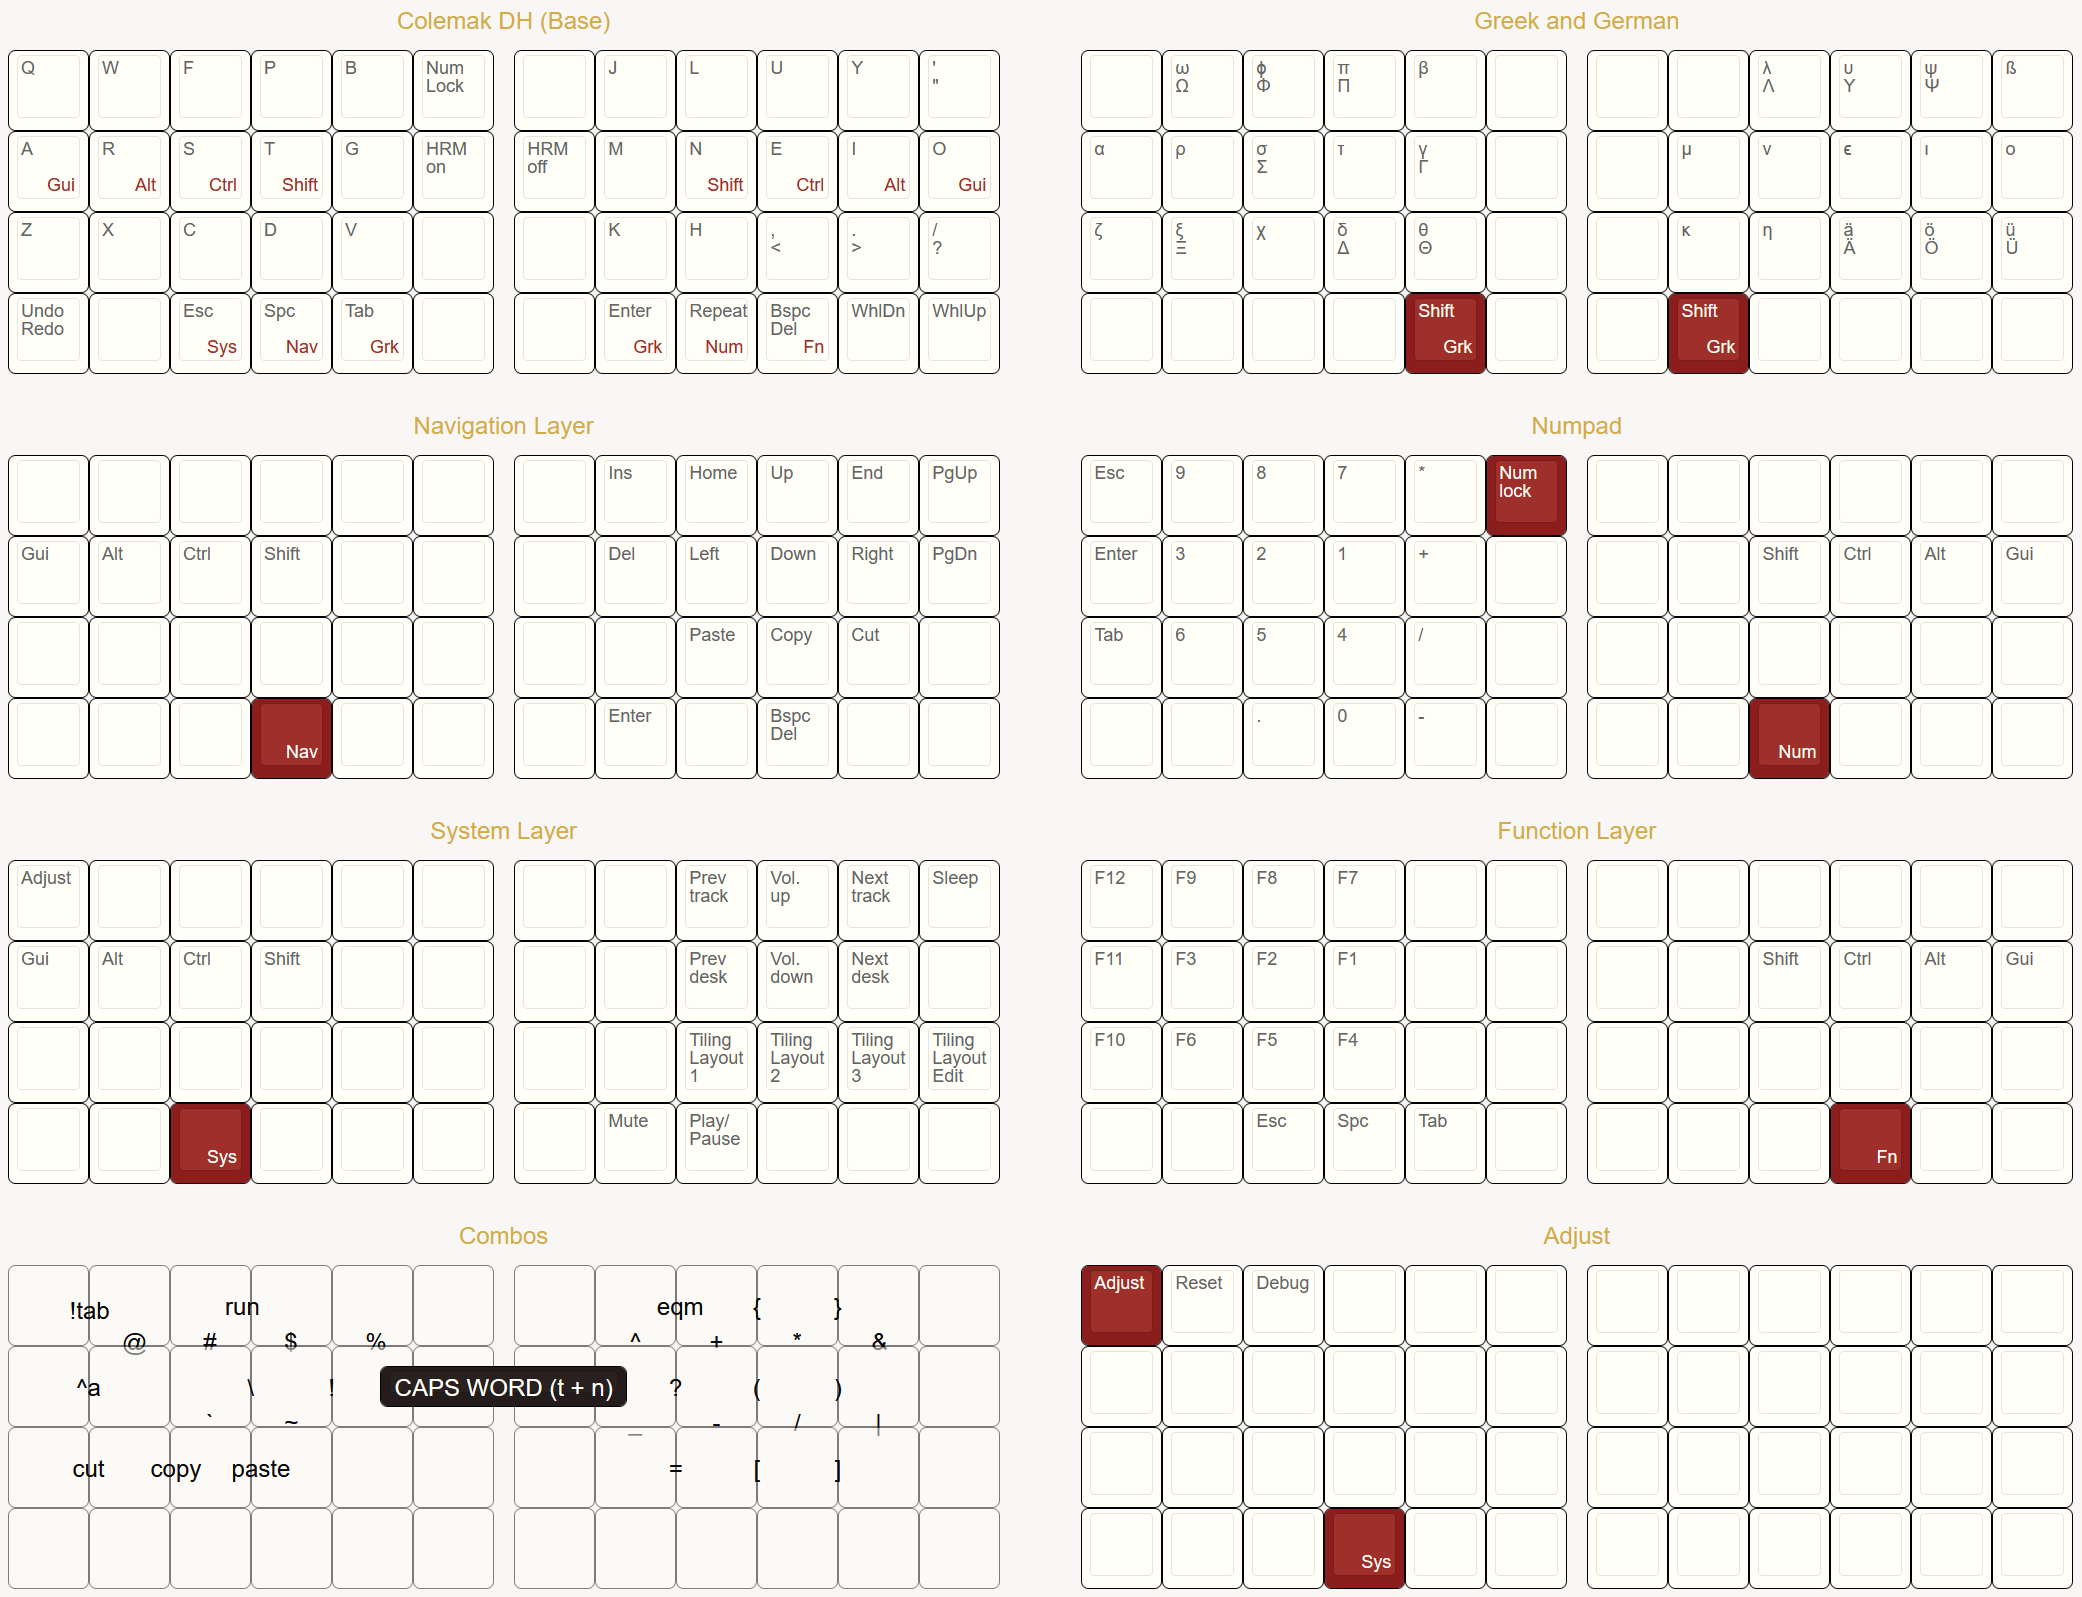 Colemak DH (Base)
Q W F P B Num Lock J L U Y ' "
A Gui R Alt S Ctrl T Shift G HRM on HRM off M N Shift E Ctrl I Alt O Gui
Z X C D V K H , < . > / ?
Undo Redo Esc Sys Spc Nav Tab Grk Enter Grk Repeat Num Bspc Del Fn WhlDn WhlUp
Greek and German
ω Ω ϕ Φ π Π β λ Λ υ Υ ψ Ψ ß
α ρ σ Σ τ γ Γ μ ν ϵ ι ο
ζ ξ Ξ χ δ Δ θ Θ κ η ä Ä ö Ö ü Ü
Shift Grk Shift Grk
Navigation Layer
Ins Home Up End PgUp
Gui Alt Ctrl Shift Del Left Down Right PgDn
Paste Copy Cut
Nav Enter Bspc Del
Numpad
Esc 9 8 7 * Num lock
Enter 3 2 1 + Shift Ctrl Alt Gui
Tab 6 5 4 /
. 0 - Num
System Layer
Adjust Prev track Vol. up Next track Sleep
Gui Alt Ctrl Shift Prev desk Vol. down Next desk
Tiling Layout 1 Tiling Layout 2 Tiling Layout 3 Tiling Layout Edit
Sys Mute Play/ Pause
Function Layer
F12 F9 F8 F7
F11 F3 F2 F1 Shift Ctrl Alt Gui
F10 F6 F5 F4
Esc Spc Tab Fn
Combos
!tab run eqm { }
@ # $ % ^ + * &
^a \ ! CAPS WORD (t + n) ? ( )
` ~ _ - / |
cut copy paste = [ ]
Adjust
Adjust Reset Debug
Sys